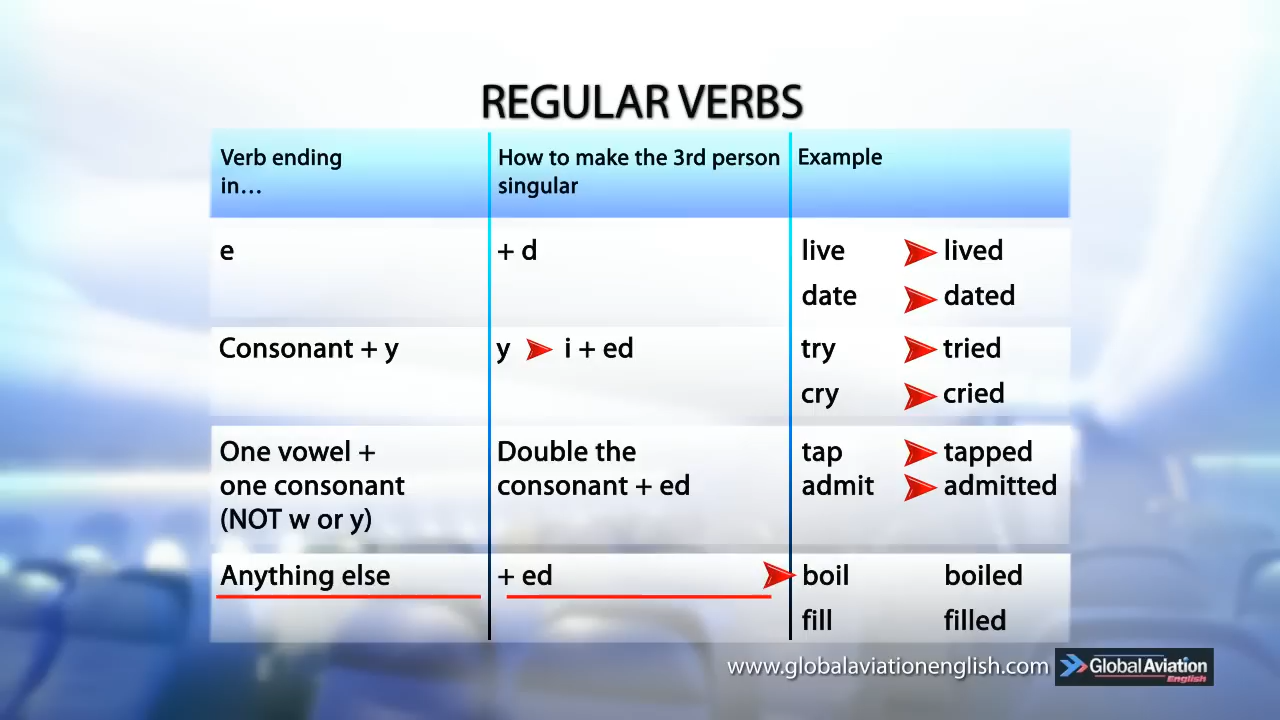 REGULAR VERBS
Verb ending
in…
How to make the 3rd person
singular
Example
e
+ d
live lived
date dated
Consonant + y
y i + ed
try tried
cry cried
One vowel +
one consonant
(NOT w or y)
Double the
consonant + ed
tap tapped
admit admitted
Anything else
+ ed
boil boiled
fill filled
www.globalaviationenglish.com
Global Aviation
English